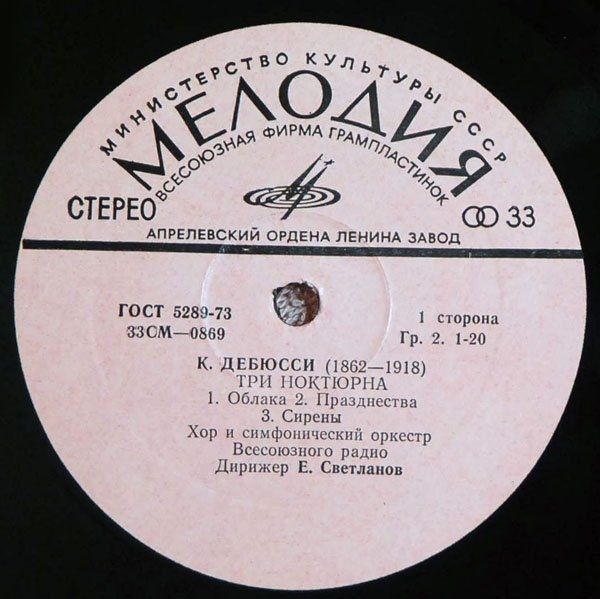 МИНИСТЕРСТВО КУЛЬТУРЫ СССР
МЕЛОДИЯ
ВСЕСОЮЗНАЯ ФИРМА ГРАМПЛАСТИНОК
СТЕРЕО
33
АПРЕЛЕВСКИЙ ОРДЕНА ЛЕНИНА ЗАВОД
ГОСТ 5289-73
33СМ—0869
1 сторона
Гр. 2. 1-20
К. ДЕБЮССИ (1862—1918)
ТРИ НОКТЮРНА
1. Облака 2. Празднества
3. Сирены
Хор и симфонический оркестр
Всесоюзного радио
Дирижер Е. Светланов